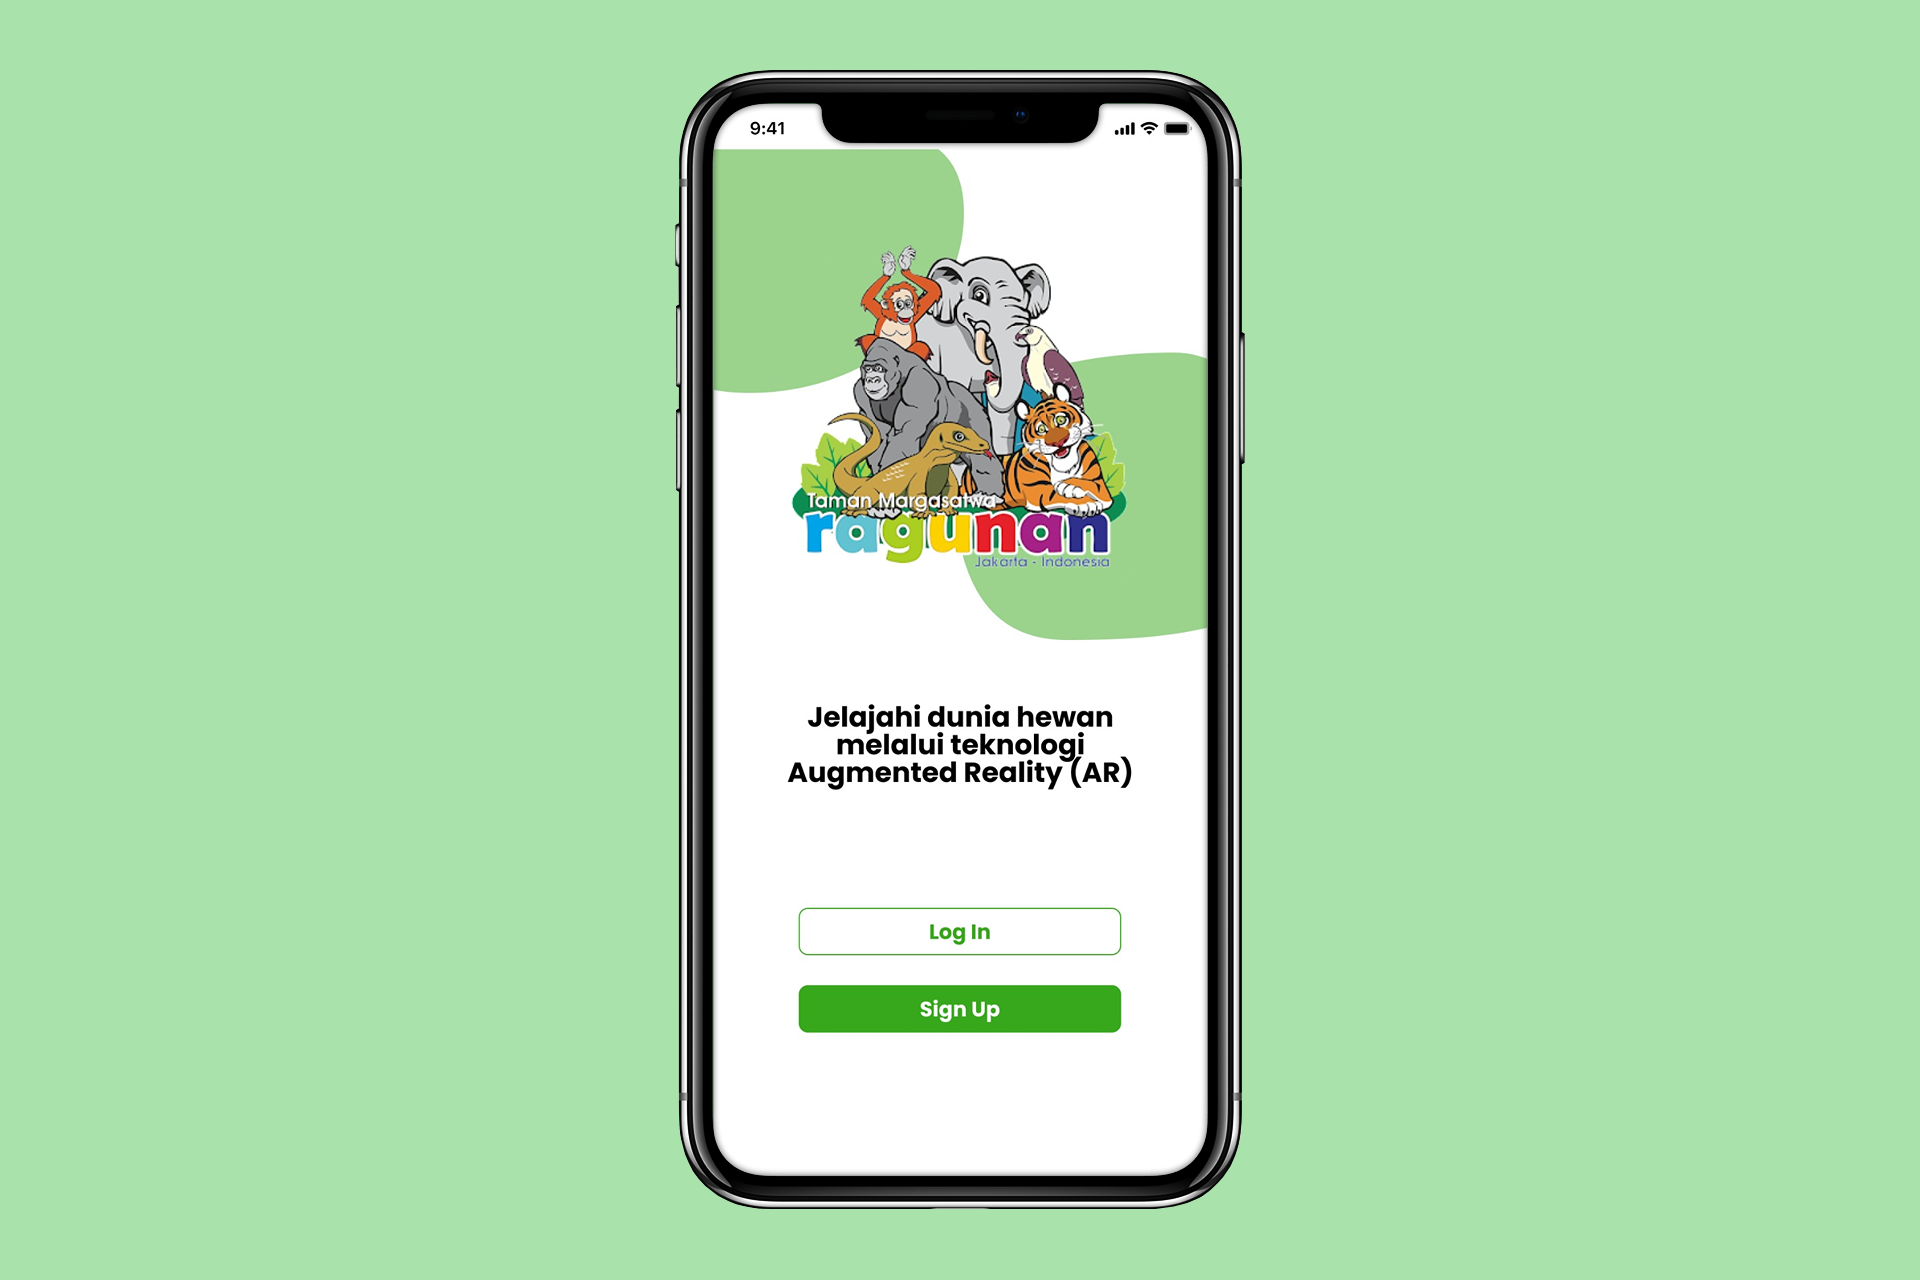 9:41
Taman Margasatwa
ragunan
Jakarta - Indonesia
Jelajahi dunia hewan
melalui teknologi
Augmented Reality (AR)
Log In
Sign Up